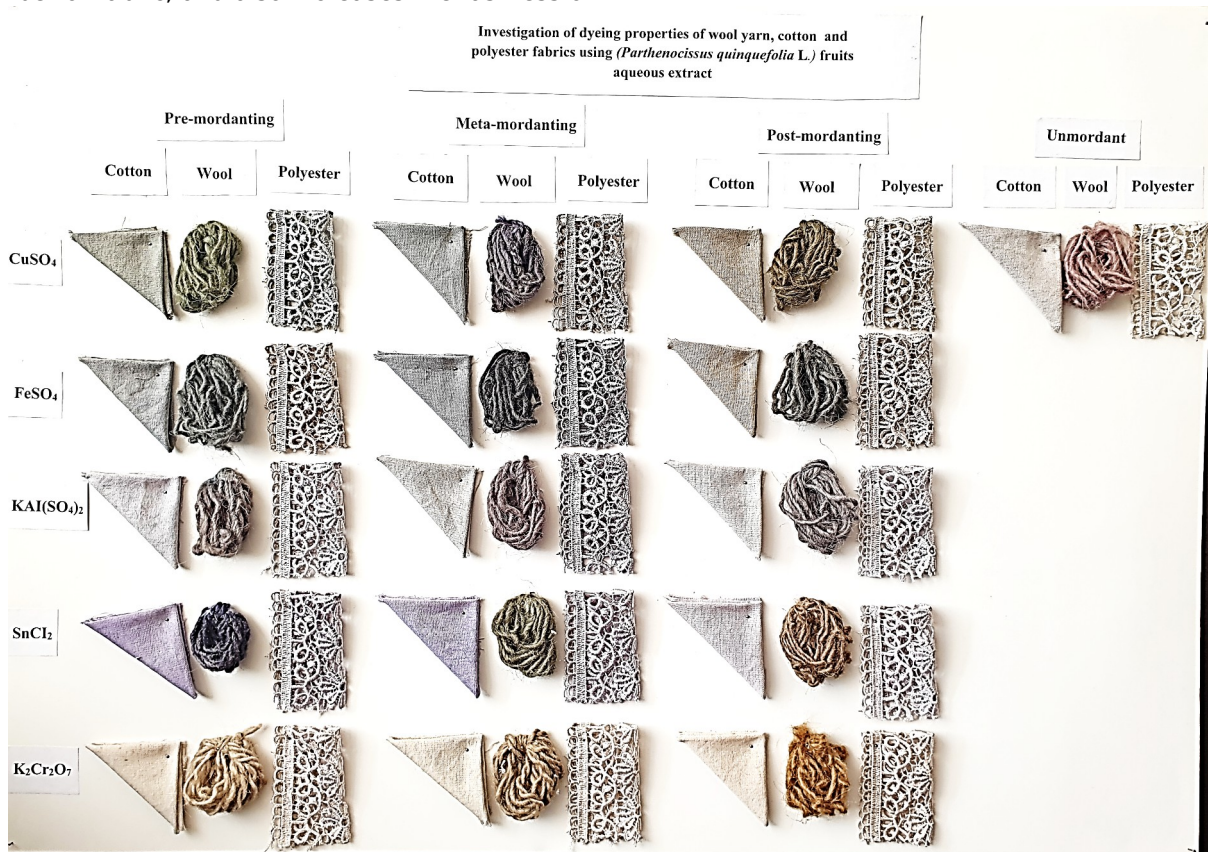 Investigation of dyeing properties of wool yarn, cotton and
polyester fabrics using (Parthenocissus quinquefolia L.) fruits
aqueous extract
Pre-mordanting
Meta-mordanting
Post-mordanting
Unmordant
Cotton Wool Polyester
Cotton Wool Polyester
Cotton Wool Polyester
Cotton Wool Polyester
CuSO₄
FeSO₄
KAI(SO₄)₂
SnCI₂
K₂Cr₂O₇